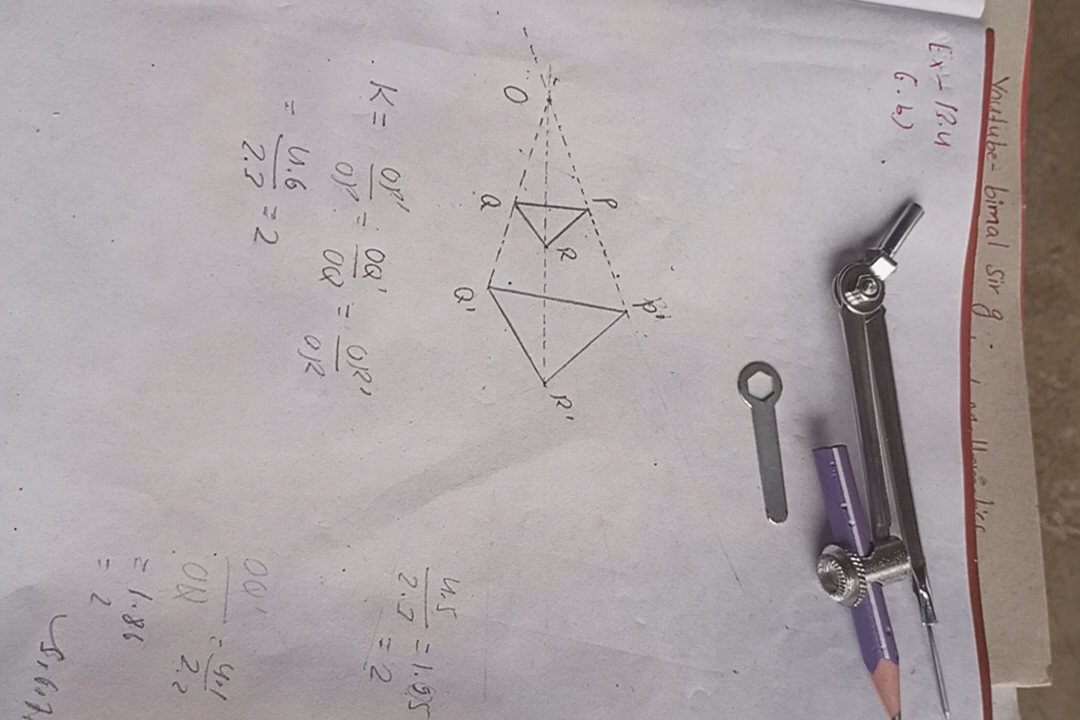 Youtube- bimal sir g
Ex- 12.4
6.b)
O
P
Q
R
P'
Q'
R'
K = OP'/OP = OQ'/OQ = OR'/OR
= 4.6/2.3 = 2
4.5/2.3 = 1.95
= 2
OQ'/OQ = 4.1/2.2
= 1.86
= 2